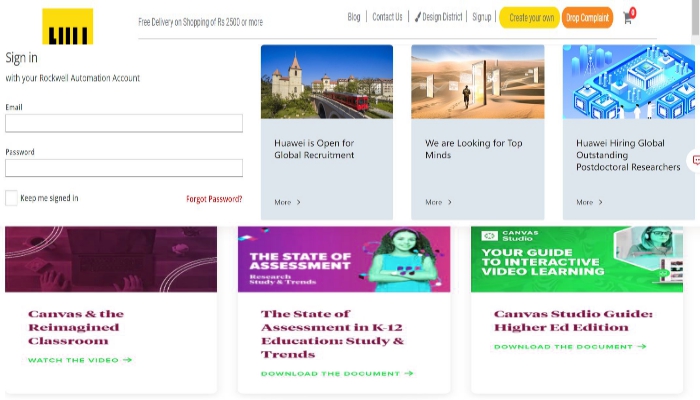 Free Delivery on Shopping of Rs 2500 or more
Blog
Contact Us
Design District
Signup
Create your own
Drop Complaint
0
Sign in
with your Rockwell Automation Account
Email
Password
Keep me signed in
Forgot Password?
Huawei is Open for
Global Recruitment
More
We are Looking for Top
Minds
More
Huawei Hiring Global
Outstanding
Postdoctoral Researchers
More
Canvas & the
Reimagined
Classroom
WATCH THE VIDEO
THE STATE OF
ASSESSMENT
Research
Study & Trends
The State of
Assessment in K-12
Education: Study &
Trends
DOWNLOAD THE DOCUMENT
CANVAS
Studio
YOUR GUIDE
TO INTERACTIVE
VIDEO LEARNING
Canvas Studio Guide:
Higher Ed Edition
DOWNLOAD THE DOCUMENT